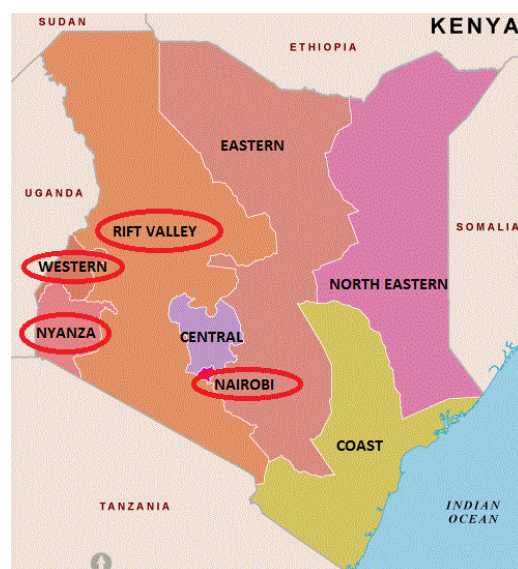 SUDAN
KENYA
ETHIOPIA
EASTERN
UGANDA
RIFT VALLEY
SOMALIA
WESTERN
NORTH EASTERN
NYANZA
CENTRAL
NAIROBI
COAST
TANZANIA
INDIAN
OCEAN